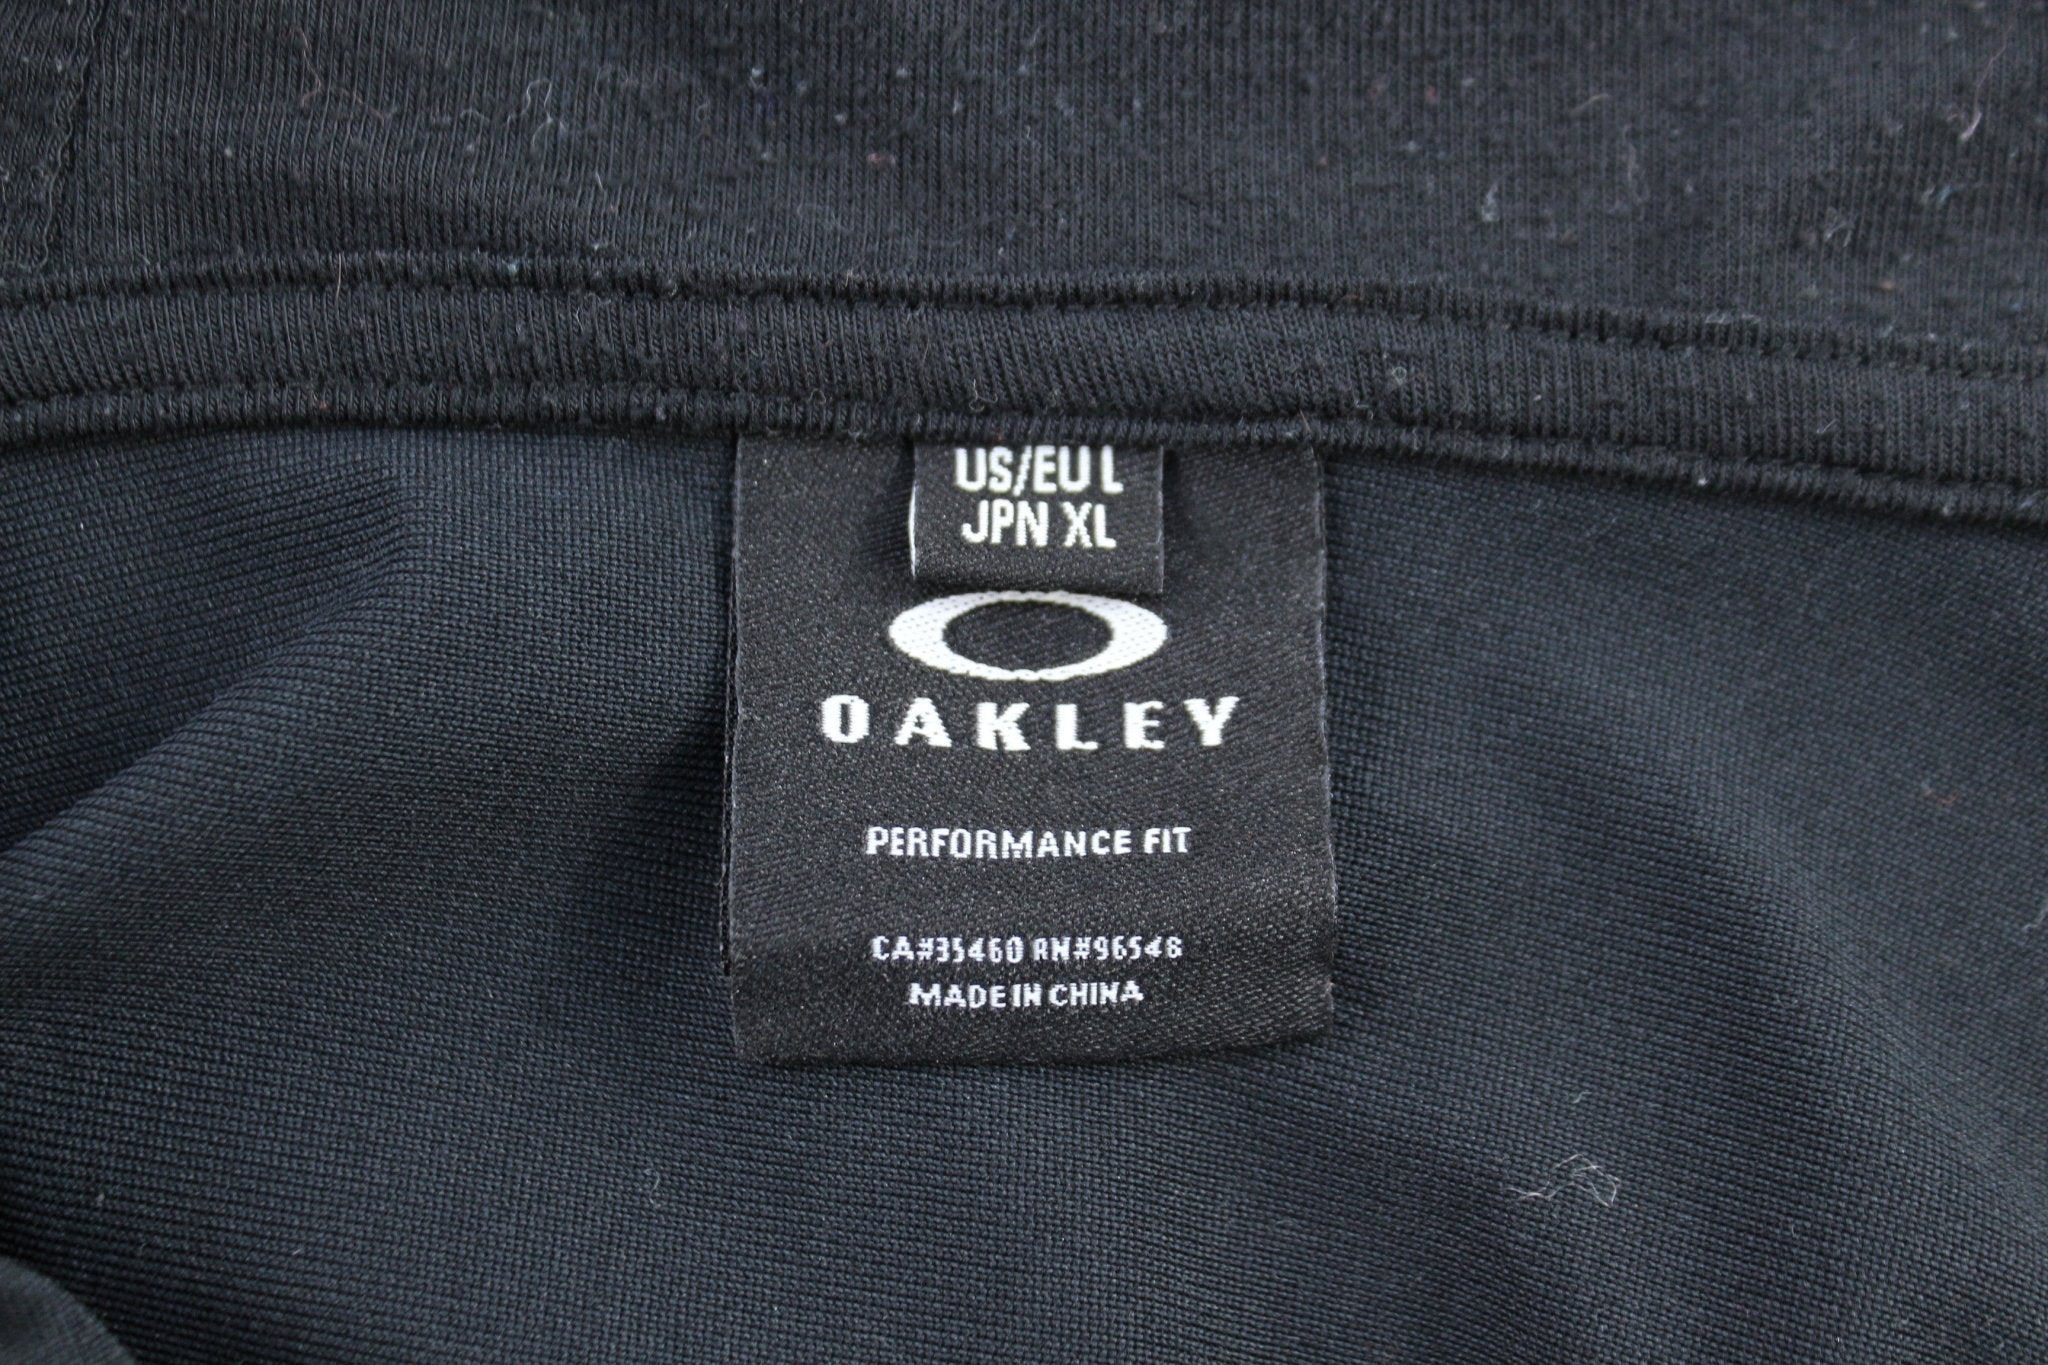 US/EU L
JPN XL
OAKLEY
PERFORMANCE FIT
CA#35460 RN#96548
MADE IN CHINA